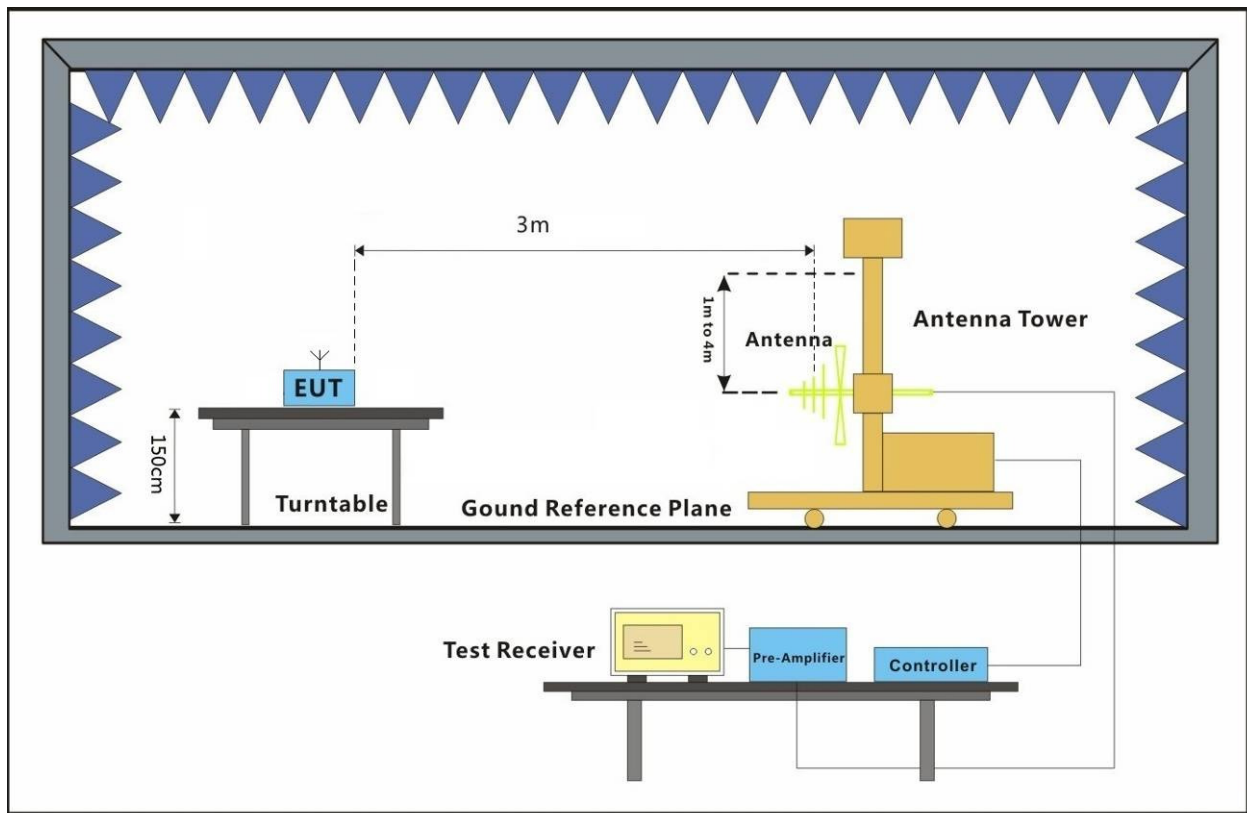 3m
1m to 4m
Antenna Tower
Antenna
EUT
150cm
Turntable
Gound Reference Plane
Test Receiver
Pre-Amplifier
Controller